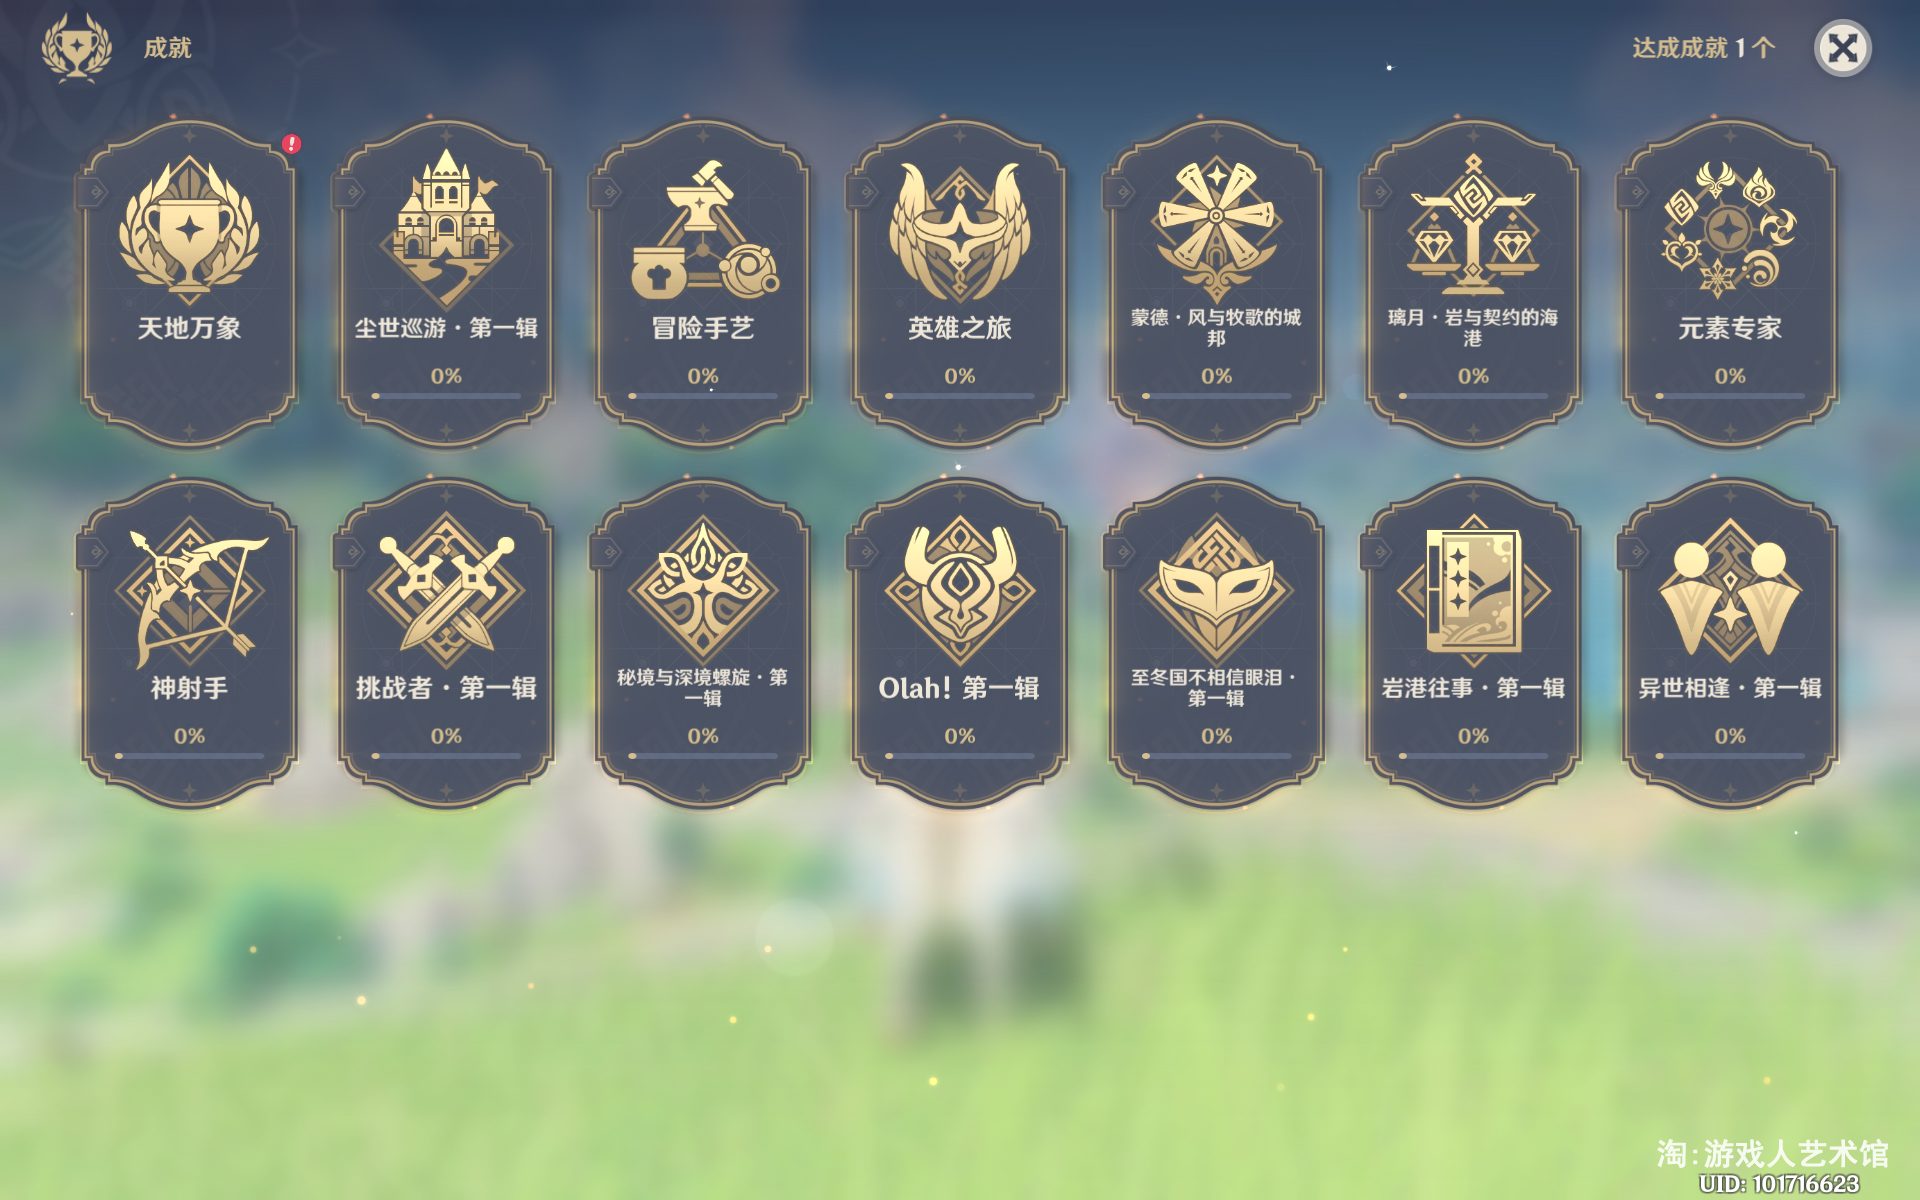 成就
达成成就 1 个
天地万象
尘世巡游·第一辑
0%
冒险手艺
0%
英雄之旅
0%
蒙德·风与牧歌的城
邦
0%
璃月·岩与契约的海
港
0%
元素专家
0%
神射手
0%
挑战者·第一辑
0%
秘境与深境螺旋·第
一辑
0%
Olah! 第一辑
0%
至冬国不相信眼泪·
第一辑
0%
岩港往事·第一辑
0%
异世相逢·第一辑
0%
淘:游戏人艺术馆
UID: 101716623